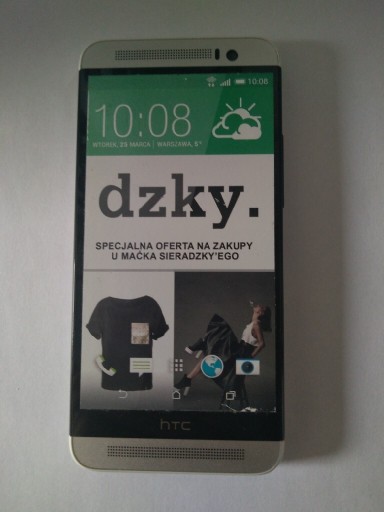 10:08
10:08
WTOREK, 25 MARCA | WARSZAWA, 5°
dzky.
SPECJALNA OFERTA NA ZAKUPY
U MAĆKA SIERADZKY'EGO
hTC